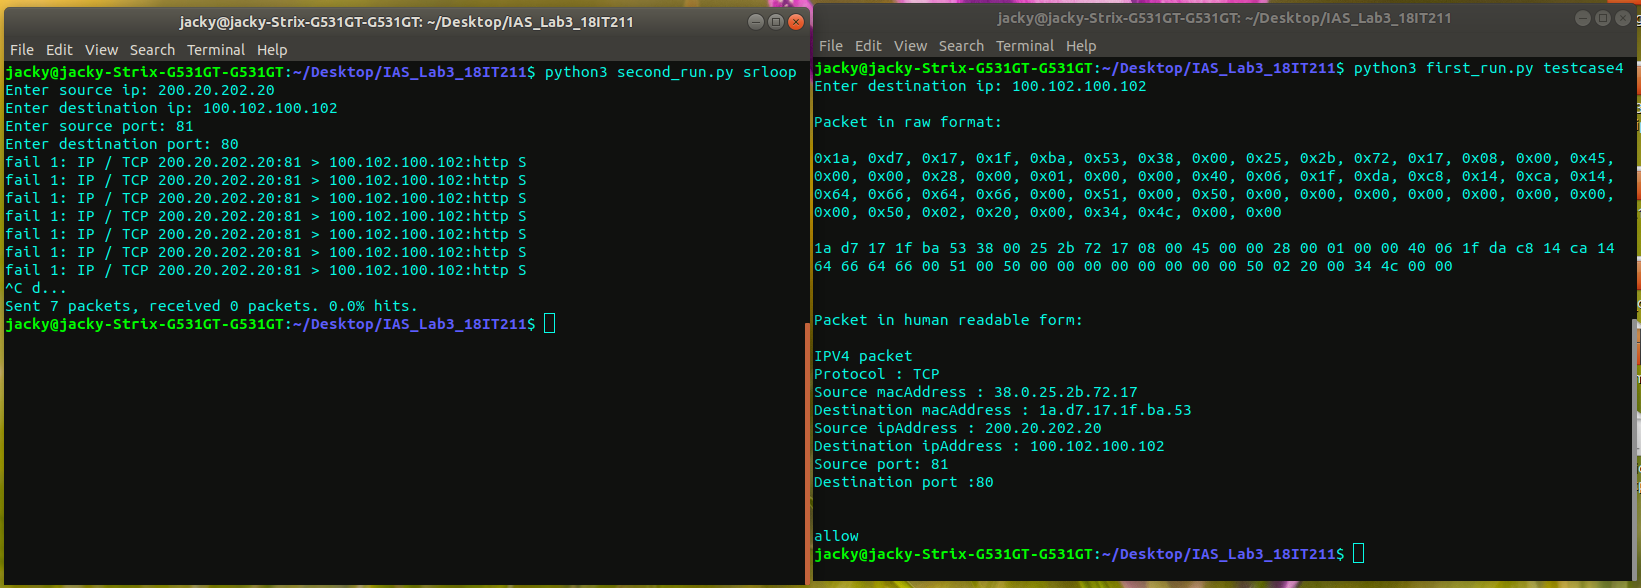 jacky@jacky-Strix-G531GT-G531GT: ~/Desktop/IAS_Lab3_18IT211
File Edit View Search Terminal Help
jacky@jacky-Strix-G531GT-G531GT:~/Desktop/IAS_Lab3_18IT211$ python3 second_run.py srloop
Enter source ip: 200.20.202.20
Enter destination ip: 100.102.100.102
Enter source port: 81
Enter destination port: 80
fail 1: IP / TCP 200.20.202.20:81 > 100.102.100.102:http S
fail 1: IP / TCP 200.20.202.20:81 > 100.102.100.102:http S
fail 1: IP / TCP 200.20.202.20:81 > 100.102.100.102:http S
fail 1: IP / TCP 200.20.202.20:81 > 100.102.100.102:http S
fail 1: IP / TCP 200.20.202.20:81 > 100.102.100.102:http S
fail 1: IP / TCP 200.20.202.20:81 > 100.102.100.102:http S
fail 1: IP / TCP 200.20.202.20:81 > 100.102.100.102:http S
^C d...
Sent 7 packets, received 0 packets. 0.0% hits.
jacky@jacky-Strix-G531GT-G531GT:~/Desktop/IAS_Lab3_18IT211$
jacky@jacky-Strix-G531GT-G531GT: ~/Desktop/IAS_Lab3_18IT211
File Edit View Search Terminal Help
jacky@jacky-Strix-G531GT-G531GT:~/Desktop/IAS_Lab3_18IT211$ python3 first_run.py testcase4
Enter destination ip: 100.102.100.102
Packet in raw format:
0x1a, 0xd7, 0x17, 0x1f, 0xba, 0x53, 0x38, 0x00, 0x25, 0x2b, 0x72, 0x17, 0x08, 0x00, 0x45,
0x00, 0x00, 0x28, 0x00, 0x01, 0x00, 0x00, 0x40, 0x06, 0x1f, 0xda, 0xc8, 0x14, 0xca, 0x14,
0x64, 0x66, 0x64, 0x66, 0x00, 0x51, 0x00, 0x50, 0x00, 0x00, 0x00, 0x00, 0x00, 0x00, 0x00,
0x00, 0x50, 0x02, 0x20, 0x00, 0x34, 0x4c, 0x00, 0x00
1a d7 17 1f ba 53 38 00 25 2b 72 17 08 00 45 00 00 28 00 01 00 00 40 06 1f da c8 14 ca 14
64 66 64 66 00 51 00 50 00 00 00 00 00 00 00 00 50 02 20 00 34 4c 00 00
Packet in human readable form:
IPV4 packet
Protocol : TCP
Source macAddress : 38.0.25.2b.72.17
Destination macAddress : 1a.d7.17.1f.ba.53
Source ipAddress : 200.20.202.20
Destination ipAddress : 100.102.100.102
Source port: 81
Destination port :80
allow
jacky@jacky-Strix-G531GT-G531GT:~/Desktop/IAS_Lab3_18IT211$